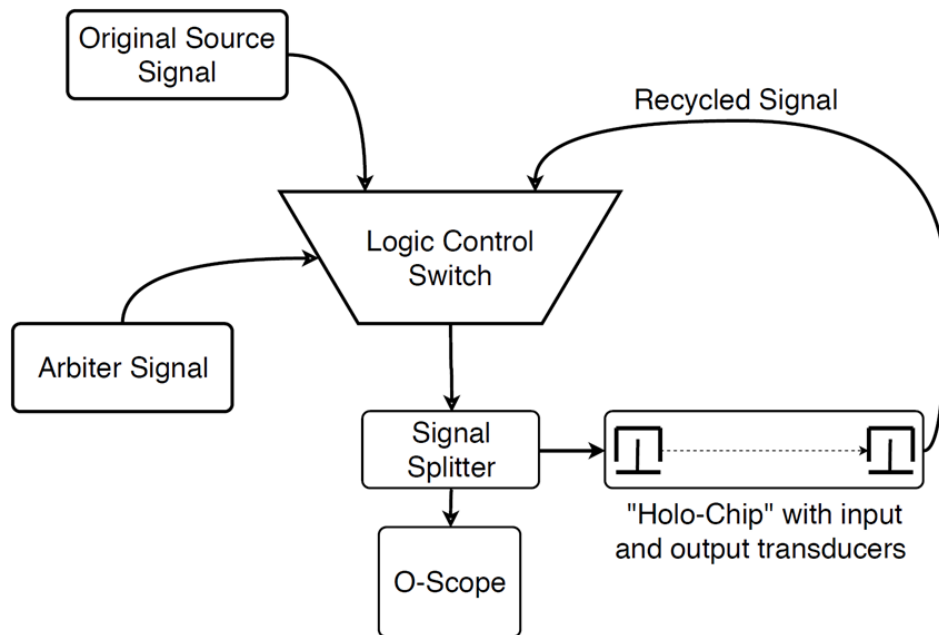 Original Source
Signal
Recycled Signal
Logic Control
Switch
Arbiter Signal
Signal
Splitter
"Holo-Chip" with input
and output transducers
O-Scope